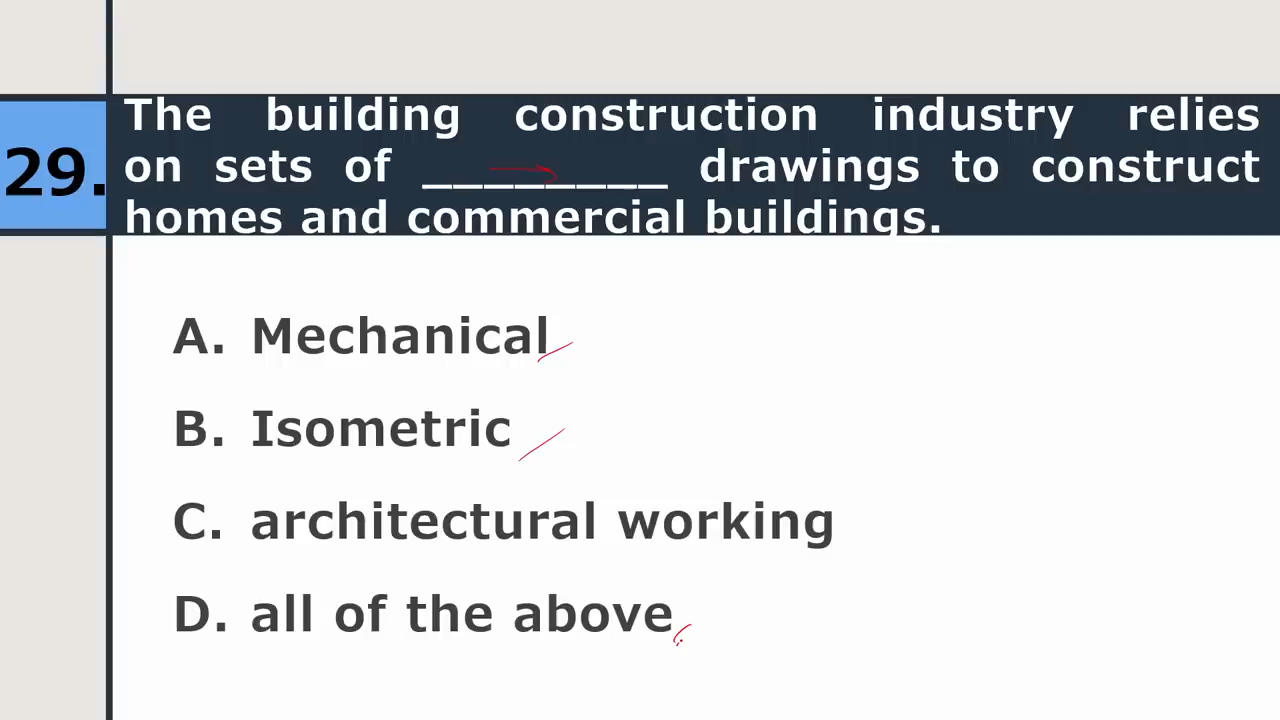 29.
The building construction industry relies
on sets of ________ drawings to construct
homes and commercial buildings.
A. Mechanical
B. Isometric
C. architectural working
D. all of the above